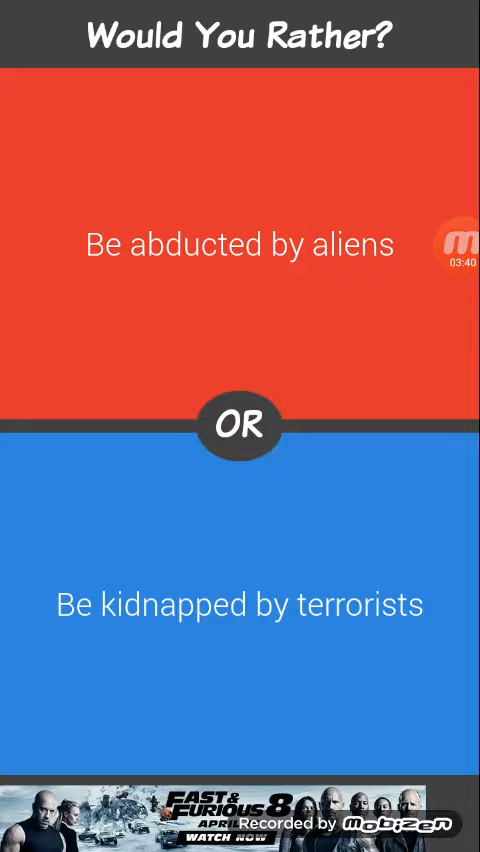 Would You Rather?
Be abducted by aliens
03:40
OR
Be kidnapped by terrorists
FAST &
FURIOUS 8
APRIL
WATCH NOW
Recorded by mobizen